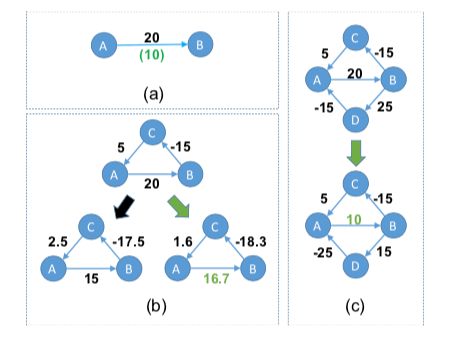 A 20 B
(10)
(a)
C
5 -15
A 20 B
C C
2.5 -17.5 1.6 -18.3
A B A B
15 16.7
(b)
C
5 -15
A 20 B
-15 25
D
C
5 -15
A 10 B
-25 15
D
(c)